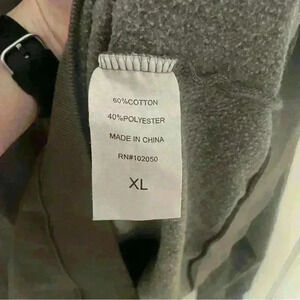 60%COTTON
40%POLYESTER
MADE IN CHINA
RN#102050
XL